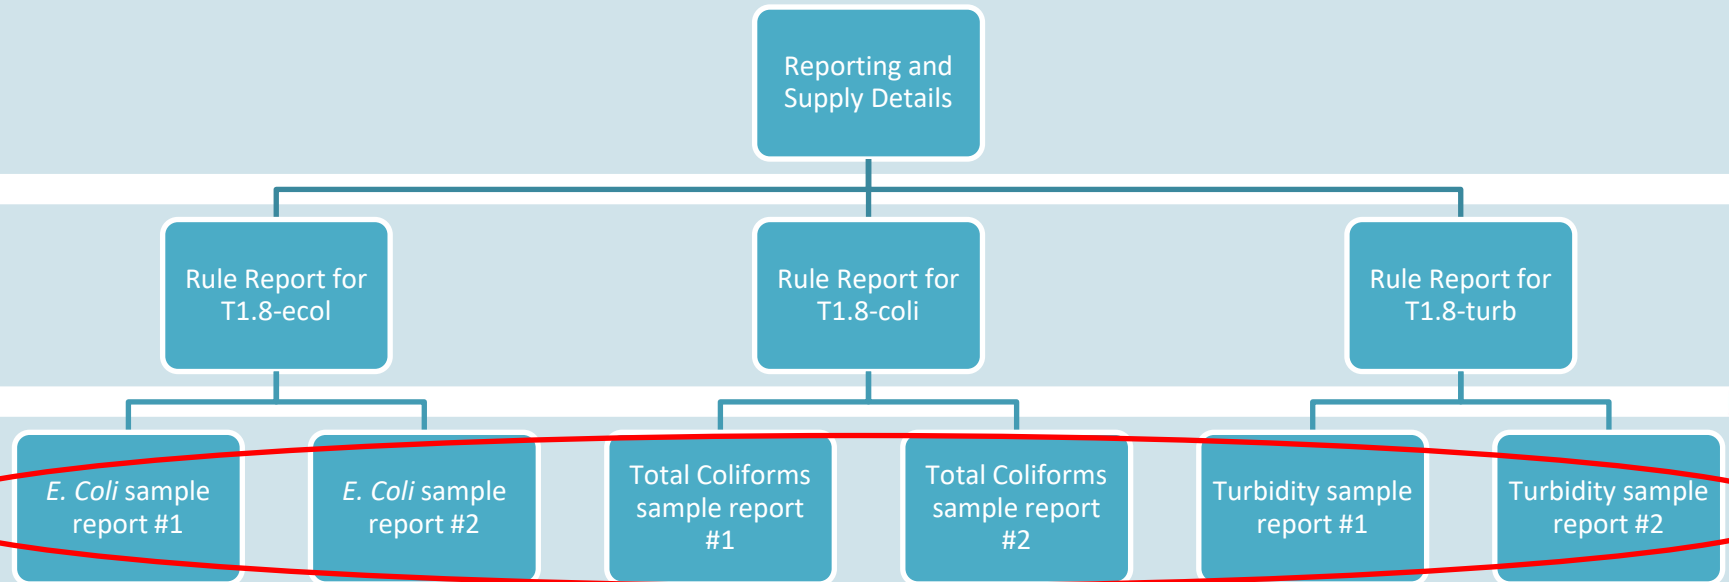 Reporting and
Supply Details
Rule Report for
T1.8-ecol
Rule Report for
T1.8-coli
Rule Report for
T1.8-turb
E. Coli sample
report #1
E. Coli sample
report #2
Total Coliforms
sample report
#1
Total Coliforms
sample report
#2
Turbidity sample
report #1
Turbidity sample
report #2